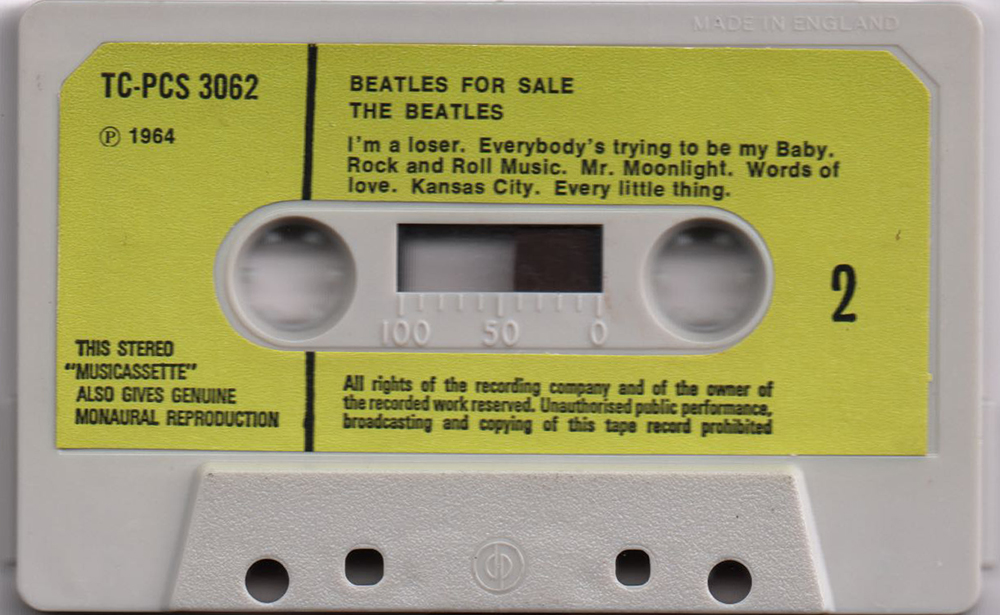 MADE IN ENGLAND
TC-PCS 3062
℗ 1964
BEATLES FOR SALE
THE BEATLES
I'm a loser. Everybody's trying to be my Baby.
Rock and Roll Music. Mr. Moonlight. Words of
love. Kansas City. Every little thing.
100 50 0
2
THIS STEREO
"MUSICASSETTE"
ALSO GIVES GENUINE
MONAURAL REPRODUCTION
All rights of the recording company and of the owner of
the recorded work reserved. Unauthorised public performance,
broadcasting and copying of this tape record prohibited